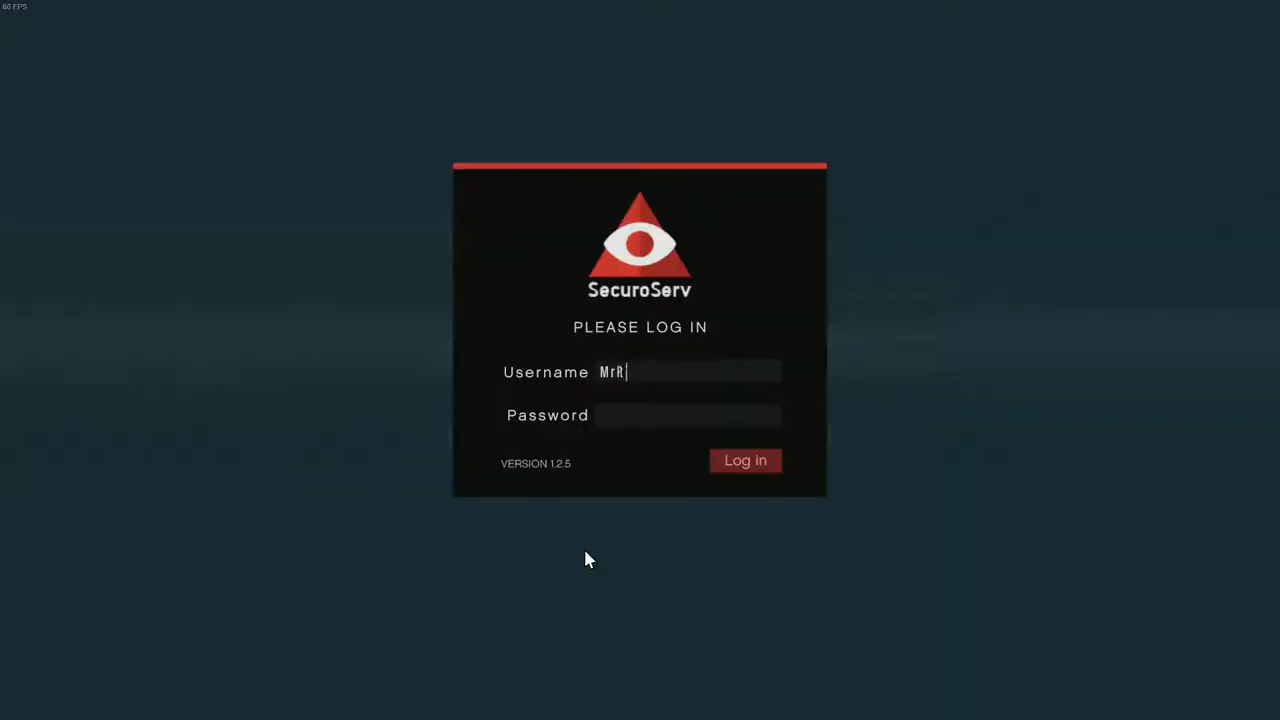 60 FPS
SecuroServ
PLEASE LOG IN
Username MrR
Password
VERSION 1.2.5
Log in